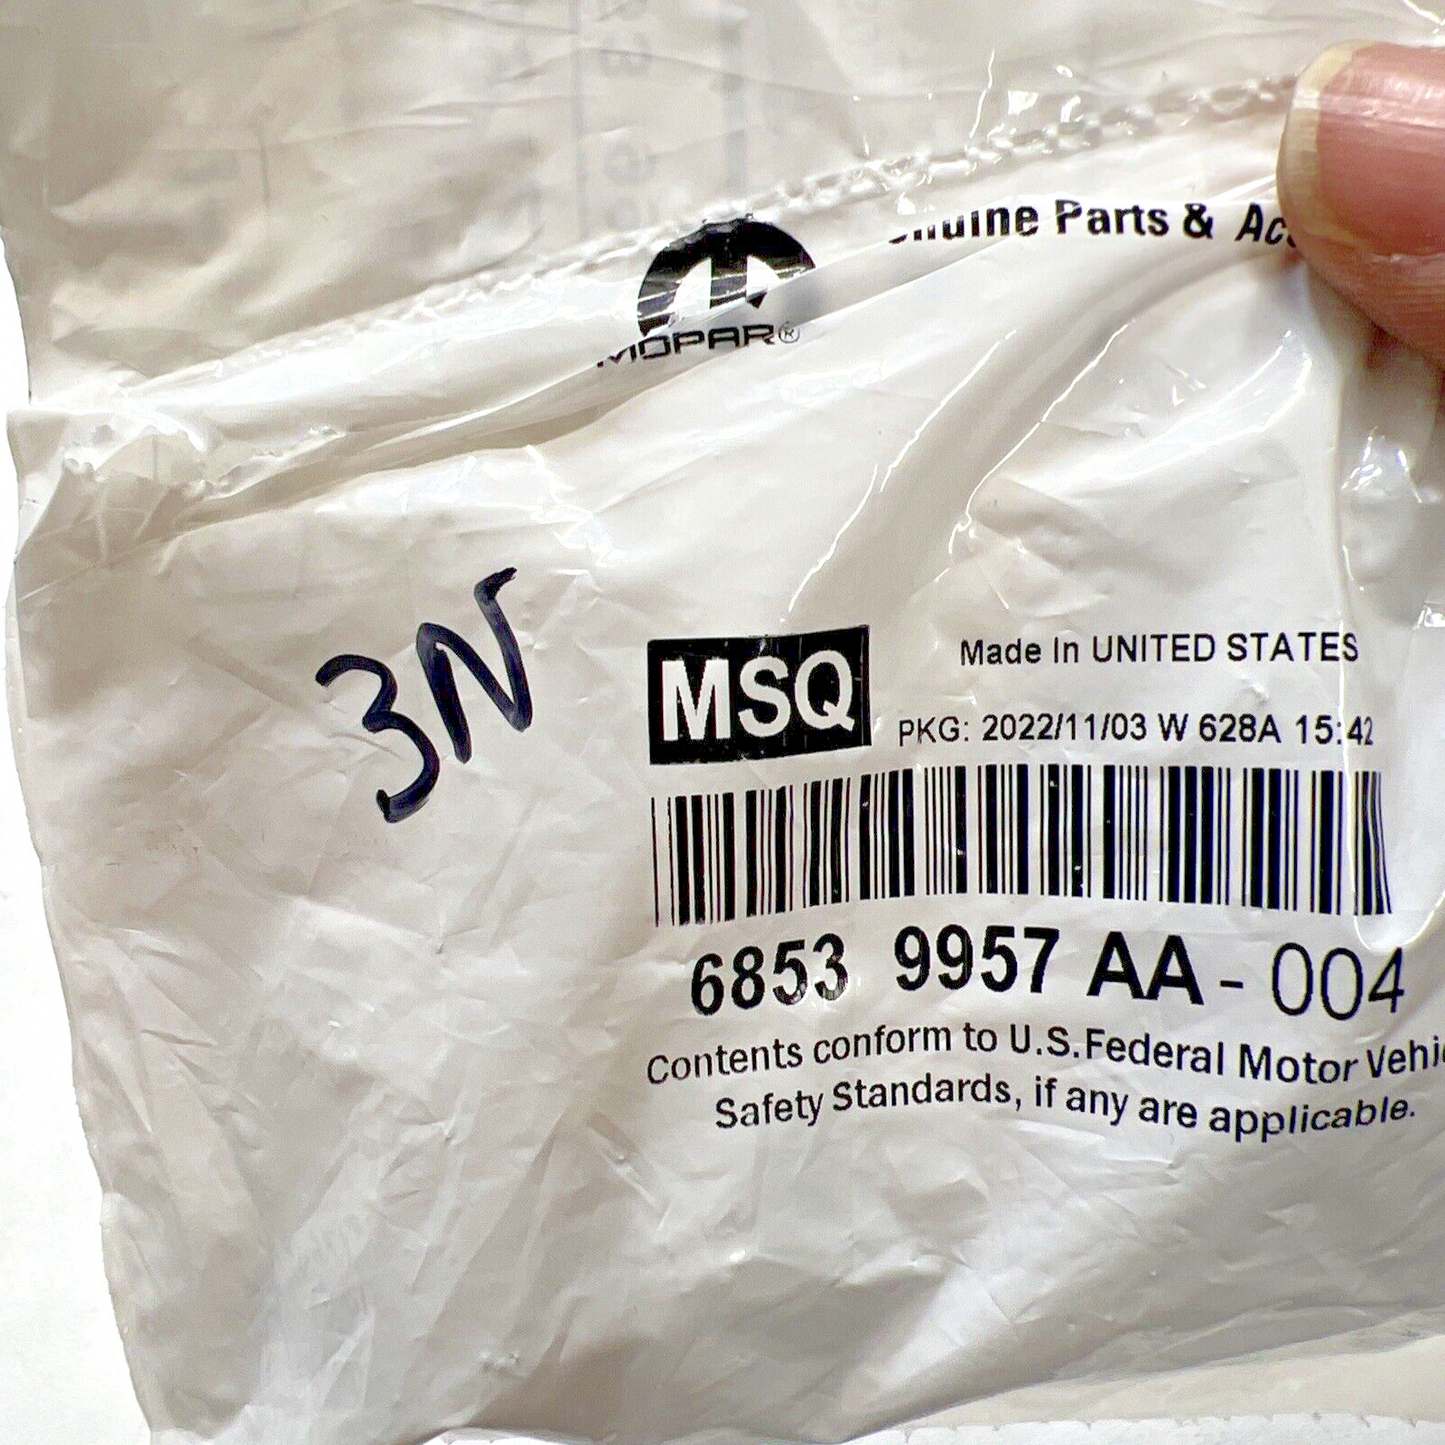 Genuine Parts & Ac
MOPAR®
3N
MSQ
Made In UNITED STATES
PKG: 2022/11/03 W 628A 15:42
6853 9957 AA - 004
Contents conform to U.S. Federal Motor Vehi
Safety Standards, if any are applicable.